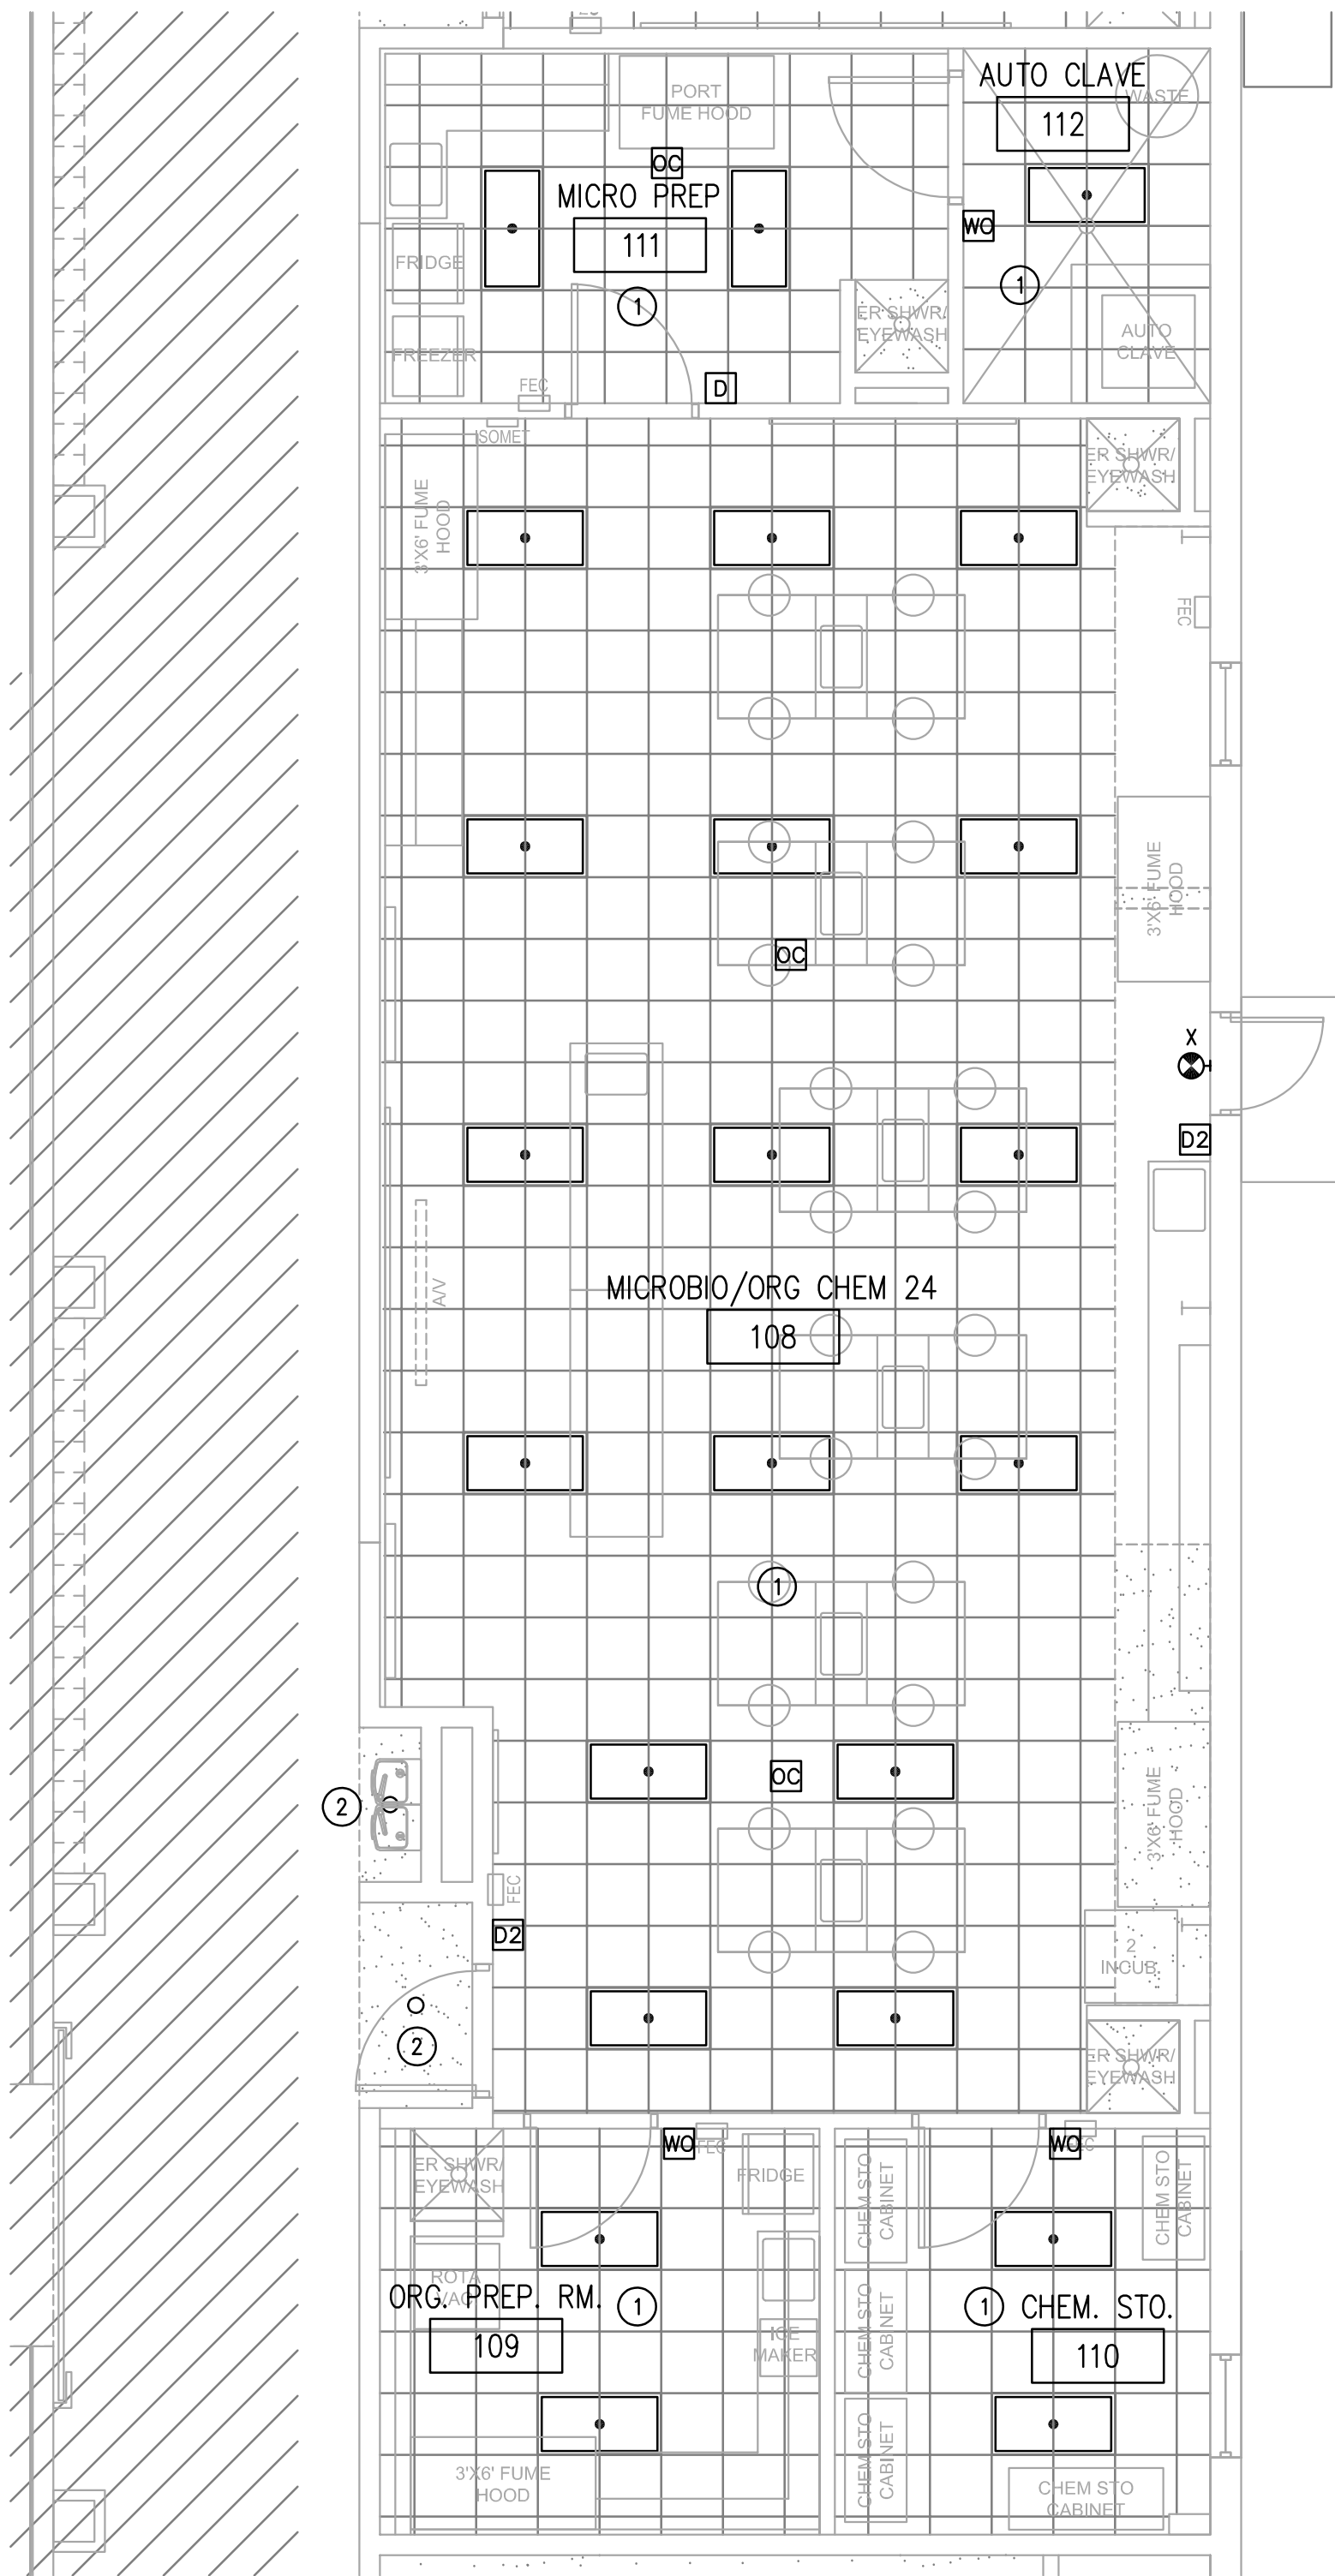 PORT
FUME HOOD
AUTO CLAVE
WASTE
112
OC
MICRO PREP
111
WO
FRIDGE
1
1
ER SHWR/
EYEWASH
AUTO
CLAVE
FREEZER
FEC
D
ISOMET
ER SHWR/
EYEWASH
3'X6' FUME
HOOD
FEC
3'X6' FUME
HOOD
OC
X
D2
A/V
MICROBIO/ORG CHEM 24
108
1
OC
2
3'X6' FUME
HOOD
FEC
D2
2
INCUB.
2
ER SHWR/
EYEWASH
WO
FEC
WO
ER SHWR/
EYEWASH
FRIDGE
CHEM STO
CABINET
CHEM STO
CABINET
ROTA
VAC
ORG. PREP. RM.
1
109
ICE
MAKER
CHEM STO
CABINET
1
CHEM. STO.
110
3'X6' FUME
HOOD
CHEM STO
CABINET
CHEM STO
CABINET